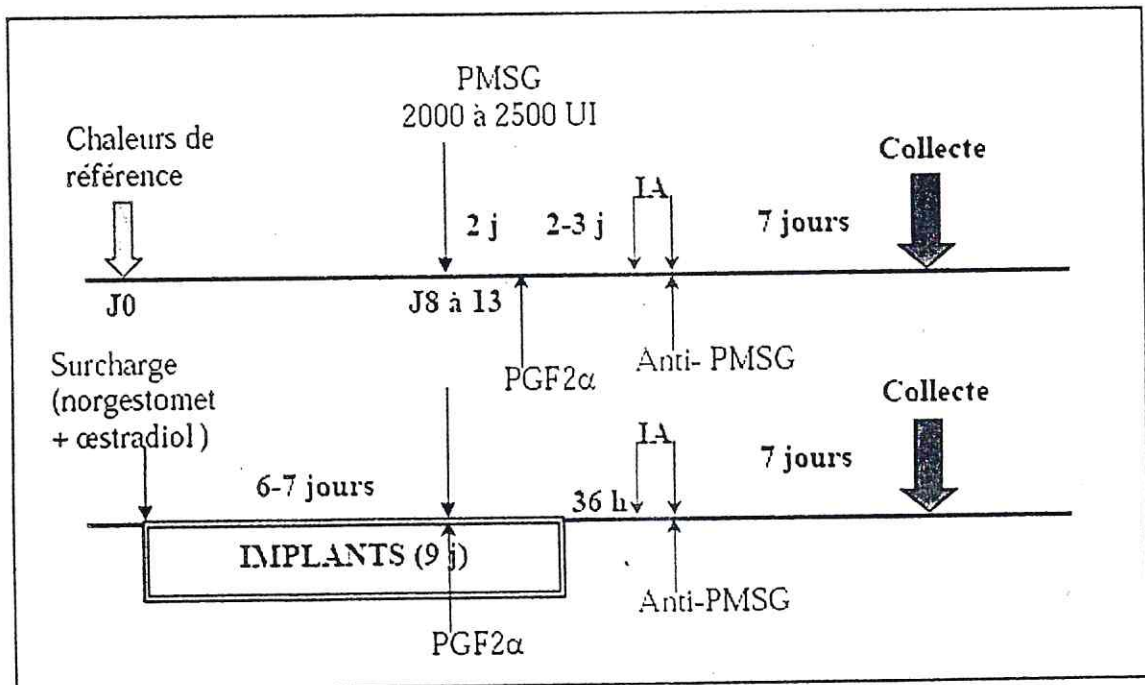 PMSG
2000 à 2500 UI
Chaleurs de
référence
Collecte
IA
2 j
2-3 j
7 jours
J0
J8 à 13
PGF2α
Anti- PMSG
Surcharge
(norgestomet
+ œstradiol )
Collecte
IA
7 jours
6-7 jours
36 h
IMPLANTS (9 j)
Anti-PMSG
PGF2α